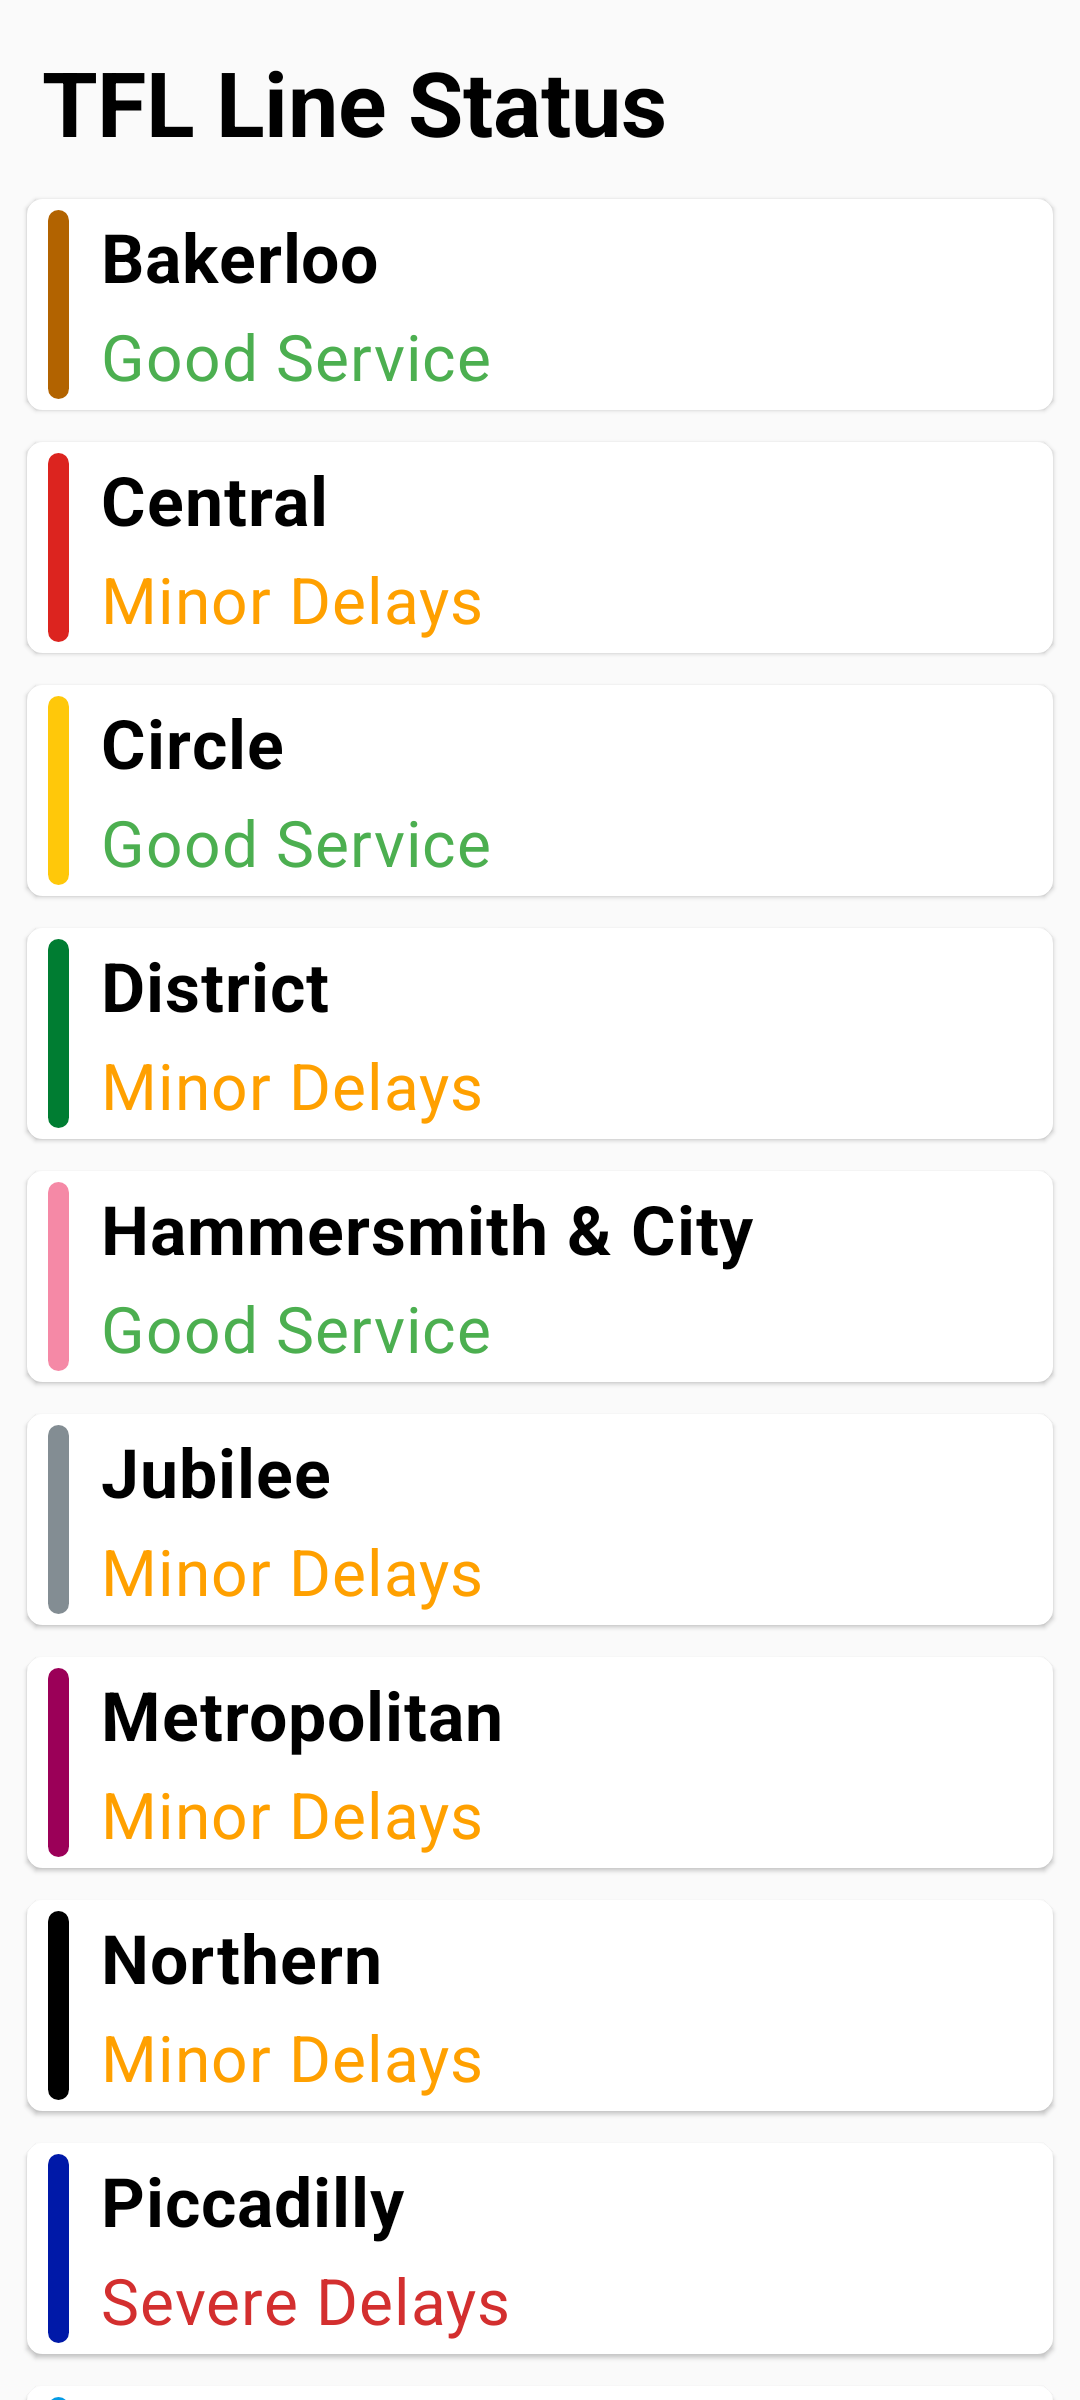 TFL Line Status
Bakerloo
Good Service
Central
Minor Delays
Circle
Good Service
District
Minor Delays
Hammersmith & City
Good Service
Jubilee
Minor Delays
Metropolitan
Minor Delays
Northern
Minor Delays
Piccadilly
Severe Delays